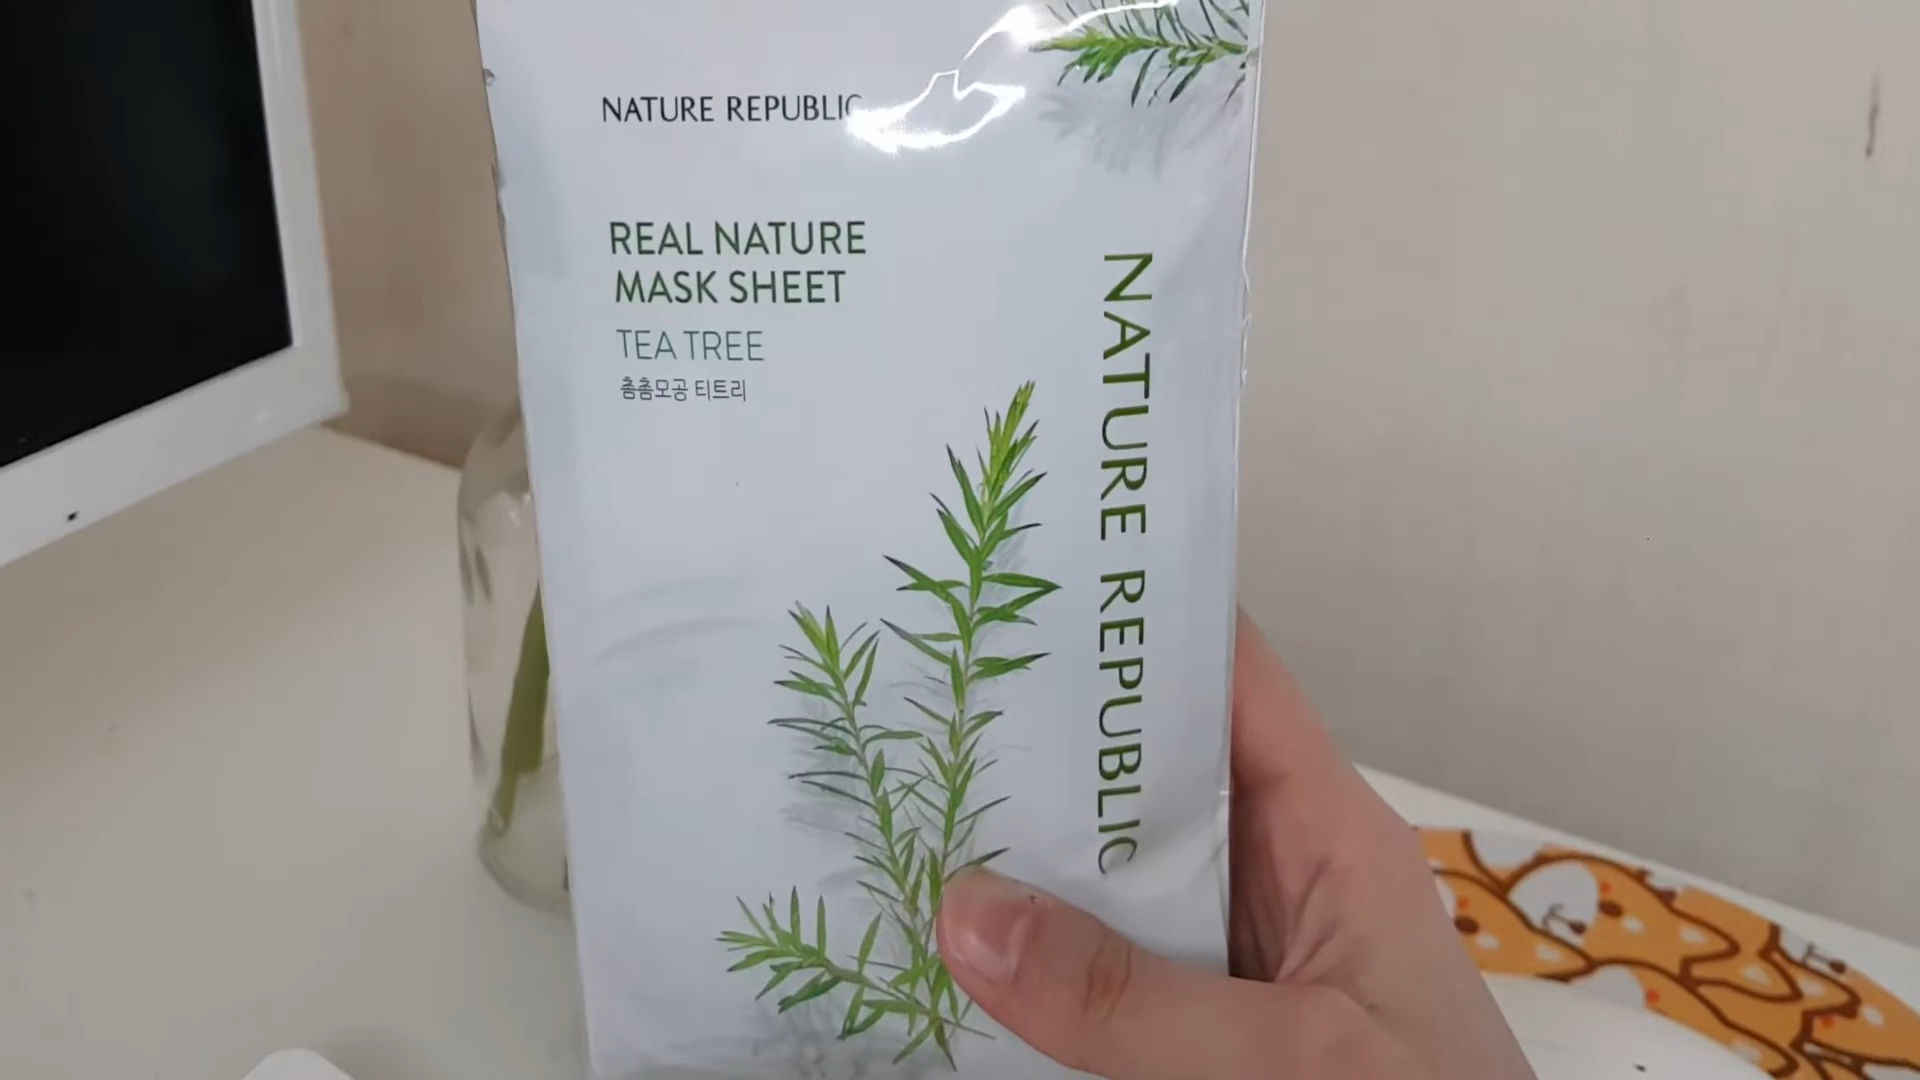 NATURE REPUBLIC
REAL NATURE
MASK SHEET
TEA TREE
촘촘모공 티트리
NATURE REPUBLIC